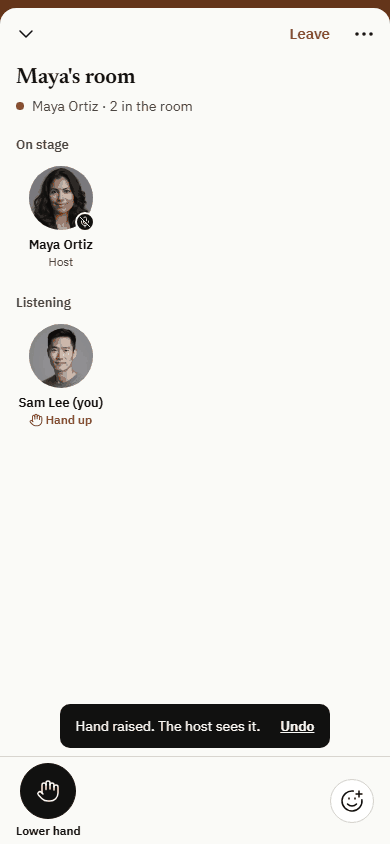 Leave
Maya's room
Maya Ortiz · 2 in the room
On stage
Maya Ortiz
Host
Listening
Sam Lee (you)
Hand up
Hand raised. The host sees it. Undo
Lower hand